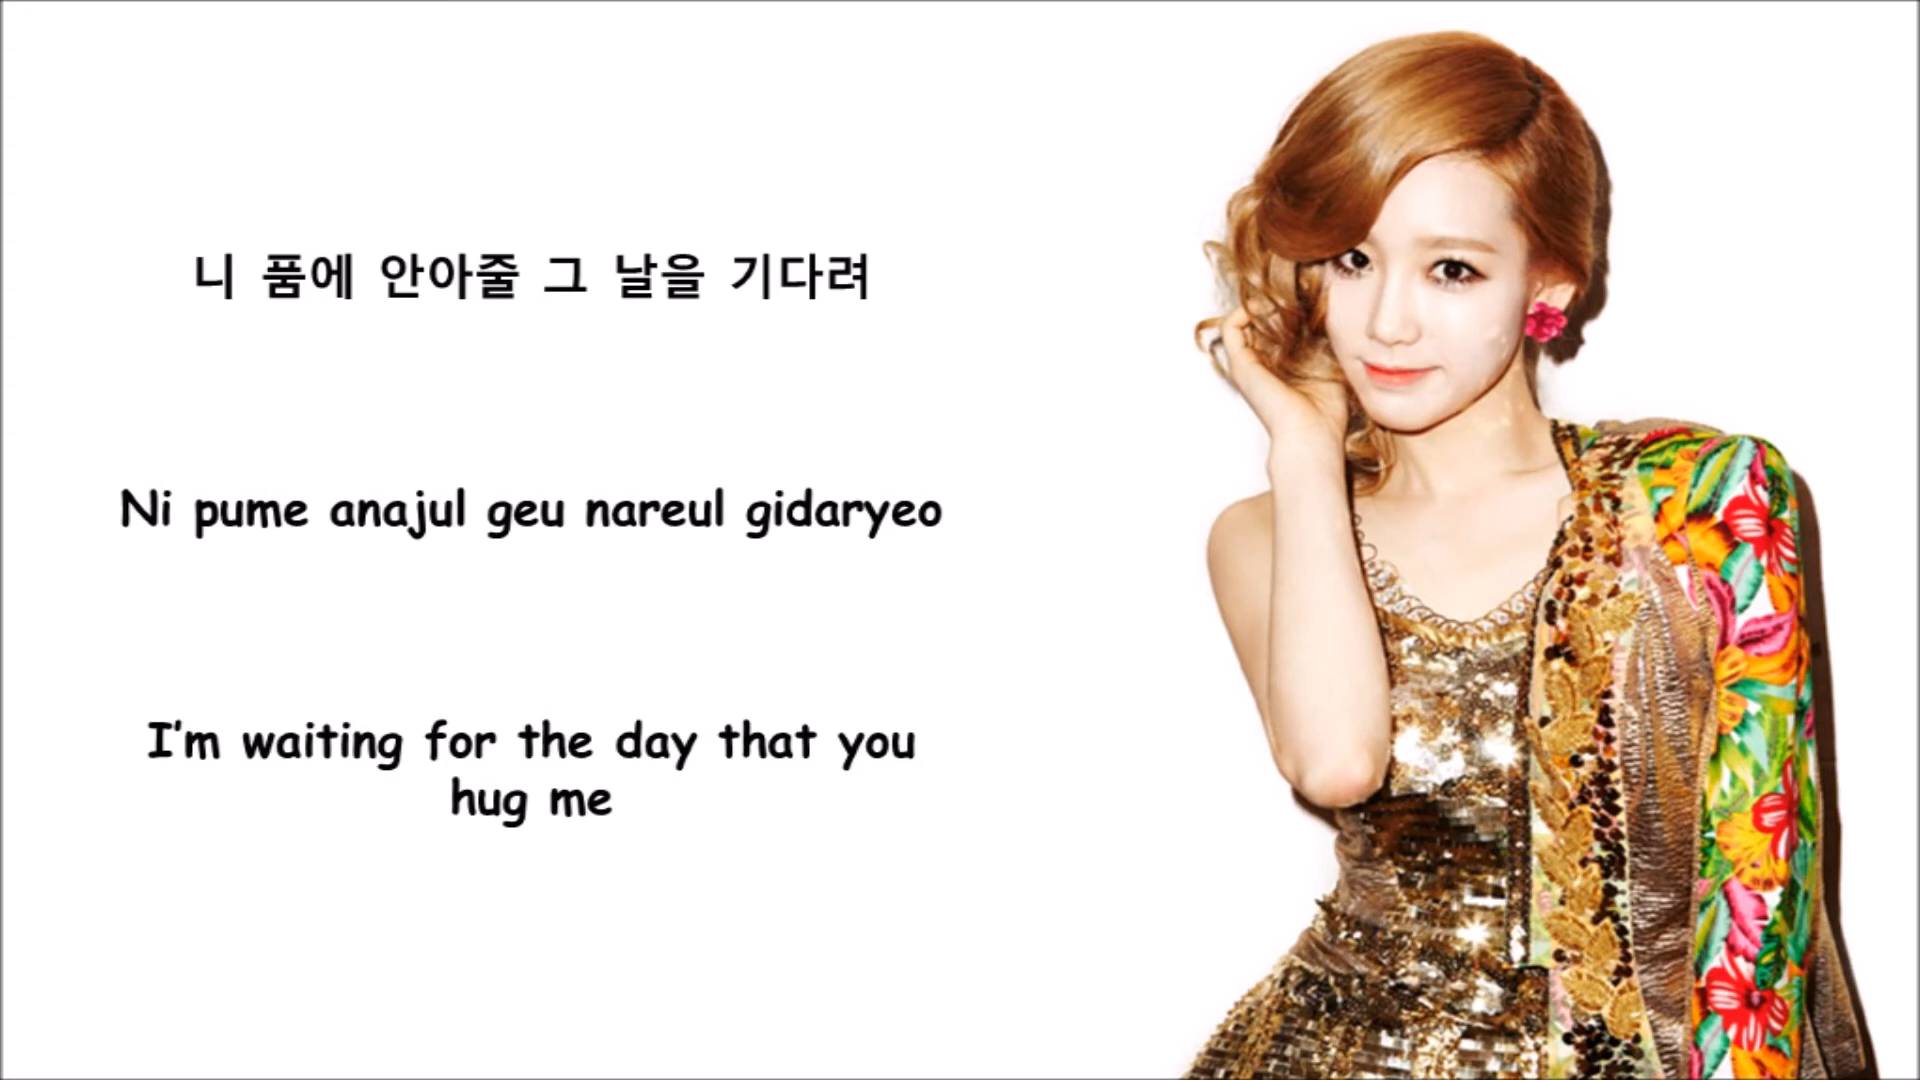 니 품에 안아줄 그 날을 기다려
Ni pume anajul geu nareul gidaryeo
I'm waiting for the day that you
hug me